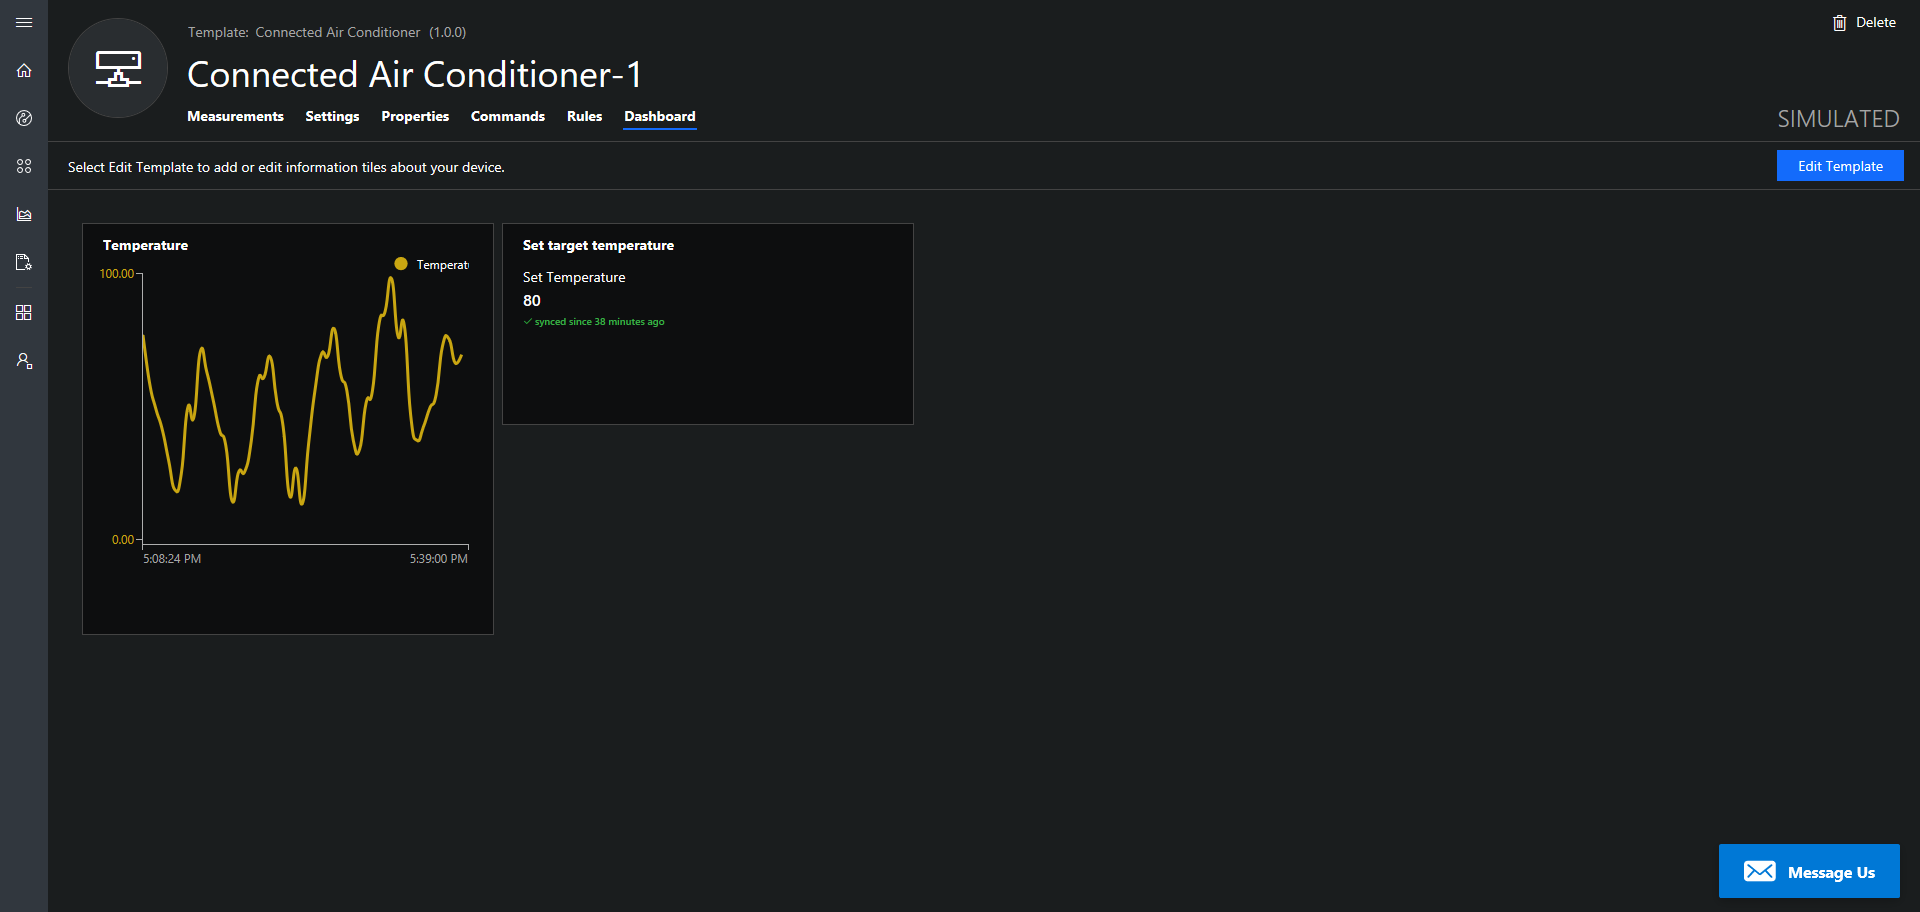 Delete
Template: Connected Air Conditioner (1.0.0)
Connected Air Conditioner-1
Measurements Settings Properties Commands Rules Dashboard
SIMULATED
Select Edit Template to add or edit information tiles about your device.
Edit Template
Temperature
Temperat
100.00
0.00
5:08:24 PM 5:39:00 PM
Set target temperature
Set Temperature
80
synced since 38 minutes ago
Message Us